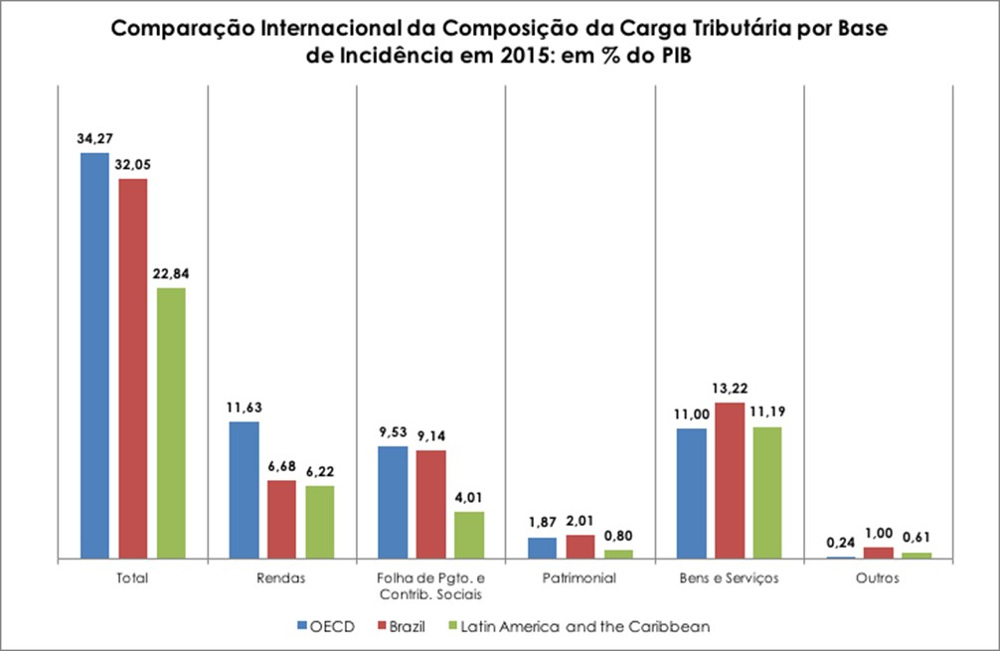 Comparação Internacional da Composição da Carga Tributária por Base
de Incidência em 2015: em % do PIB
34,27
32,05
22,84
11,63
6,68
6,22
9,53
9,14
4,01
1,87
2,01
0,80
11,00
13,22
11,19
0,24
1,00
0,61
Total
Rendas
Folha de Pgto. e
Contrib. Sociais
Patrimonial
Bens e Serviços
Outros
OECD
Brazil
Latin America and the Caribbean